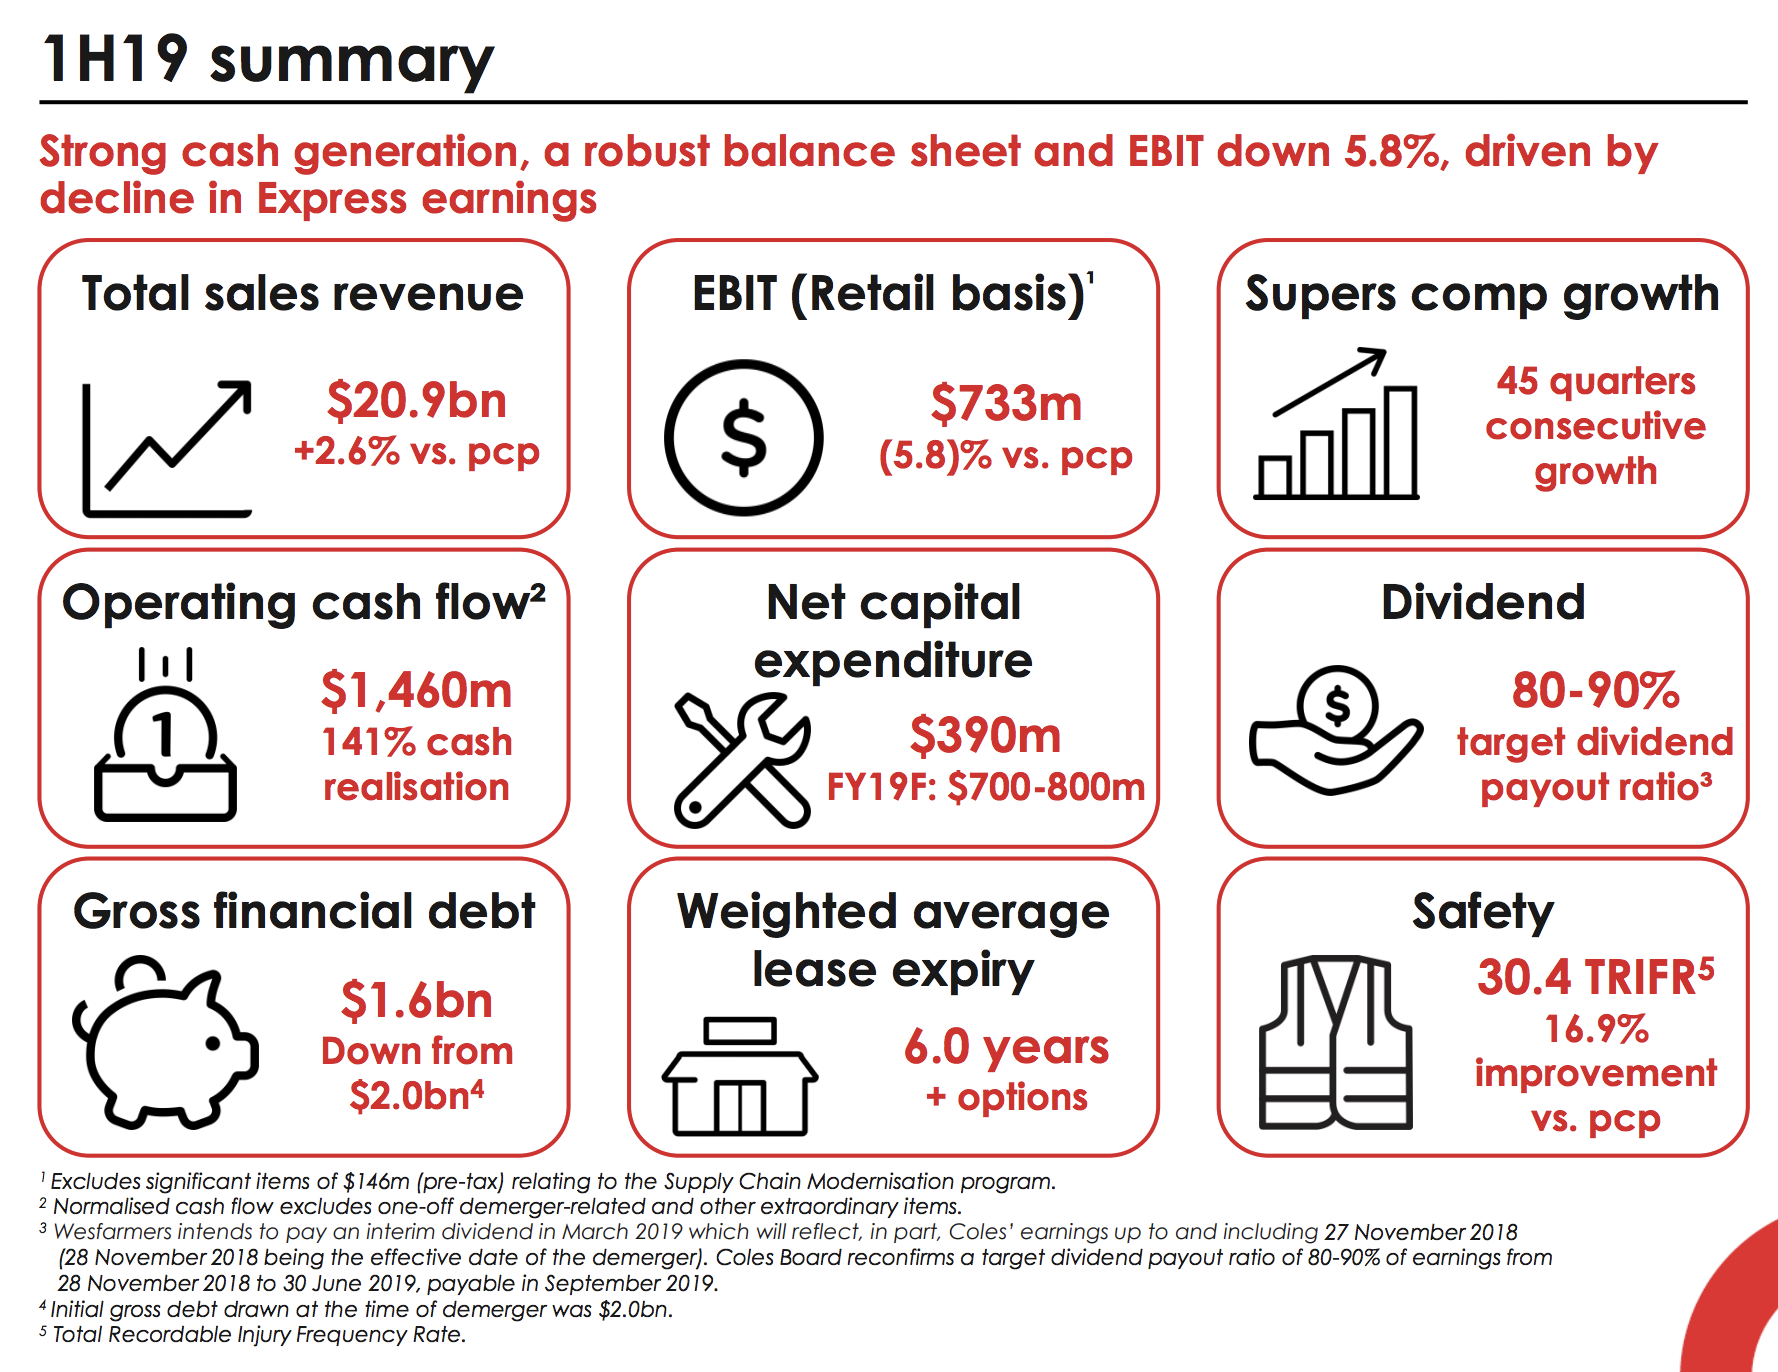 1H19 summary
Strong cash generation, a robust balance sheet and EBIT down 5.8%, driven by
decline in Express earnings
Total sales revenue
$20.9bn
+2.6% vs. pcp
EBIT (Retail basis)¹
$
$733m
(5.8)% vs. pcp
Supers comp growth
45 quarters
consecutive
growth
Operating cash flow²
1
$1,460m
141% cash
realisation
Net capital
expenditure
$390m
FY19F: $700-800m
Dividend
$
80-90%
target dividend
payout ratio³
Gross financial debt
$1.6bn
Down from
$2.0bn⁴
Weighted average
lease expiry
6.0 years
+ options
Safety
30.4 TRIFR⁵
16.9%
improvement
vs. pcp
¹ Excludes significant items of $146m (pre-tax) relating to the Supply Chain Modernisation program.
² Normalised cash flow excludes one-off demerger-related and other extraordinary items.
³ Wesfarmers intends to pay an interim dividend in March 2019 which will reflect, in part, Coles' earnings up to and including 27 November 2018
(28 November 2018 being the effective date of the demerger). Coles Board reconfirms a target dividend payout ratio of 80-90% of earnings from
28 November 2018 to 30 June 2019, payable in September 2019.
⁴ Initial gross debt drawn at the time of demerger was $2.0bn.
⁵ Total Recordable Injury Frequency Rate.